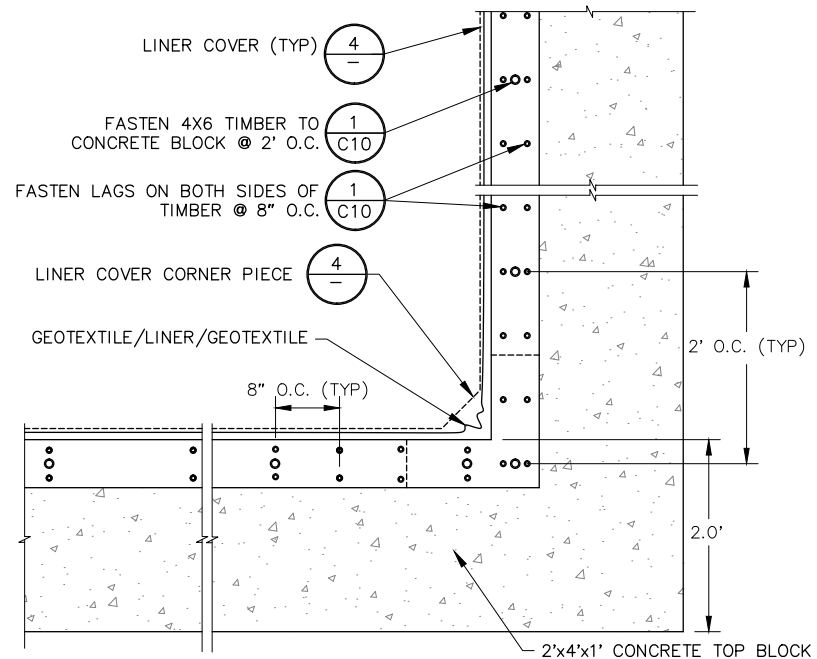 LINER COVER (TYP)
4
–
FASTEN 4X6 TIMBER TO
CONCRETE BLOCK @ 2' O.C.
1
C10
FASTEN LAGS ON BOTH SIDES OF
TIMBER @ 8" O.C.
1
C10
LINER COVER CORNER PIECE
4
–
GEOTEXTILE/LINER/GEOTEXTILE
8" O.C. (TYP)
2' O.C. (TYP)
2.0'
2'x4'x1' CONCRETE TOP BLOCK